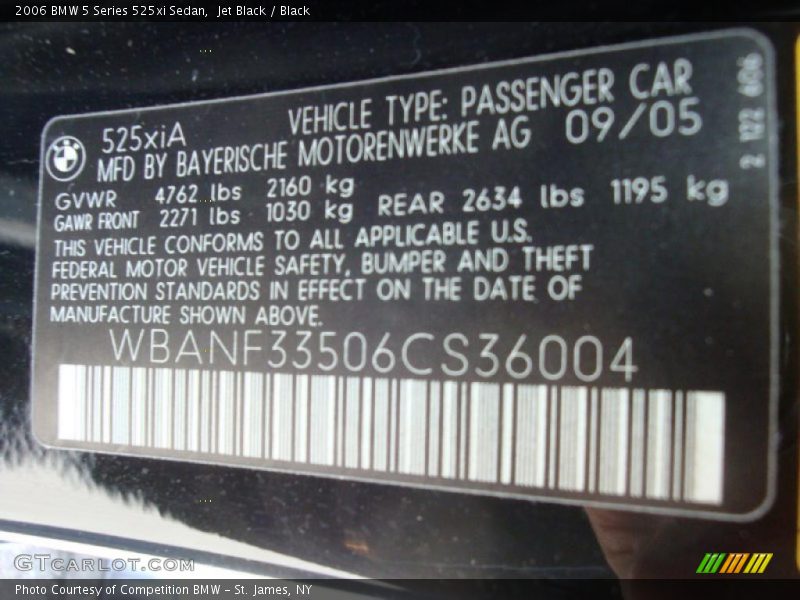 2006 BMW 5 Series 525xi Sedan, Jet Black / Black
525xiA VEHICLE TYPE: PASSENGER CAR
MFD BY BAYERISCHE MOTORENWERKE AG 09/05
GVWR 4762 lbs 2160 kg
GAWR FRONT 2271 lbs 1030 kg REAR 2634 lbs 1195 kg
THIS VEHICLE CONFORMS TO ALL APPLICABLE U.S.
FEDERAL MOTOR VEHICLE SAFETY, BUMPER AND THEFT
PREVENTION STANDARDS IN EFFECT ON THE DATE OF
MANUFACTURE SHOWN ABOVE.
WBANF33506CS36004
2 122 606
GTCARLOT.COM
Photo Courtesy of Competition BMW - St. James, NY